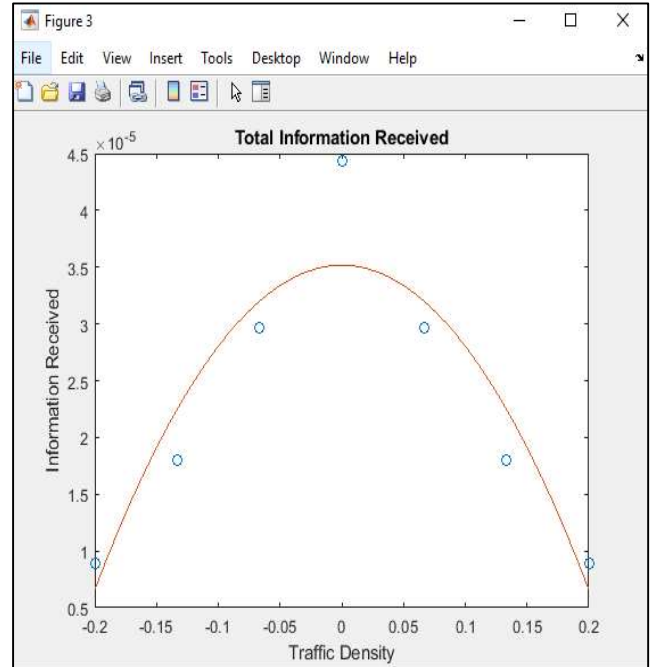 Figure 3
File Edit View Insert Tools Desktop Window Help
Total Information Received
×10-5
4.5
4
3.5
3
2.5
2
1.5
1
0.5
Information Received
-0.2 -0.15 -0.1 -0.05 0 0.05 0.1 0.15 0.2
Traffic Density